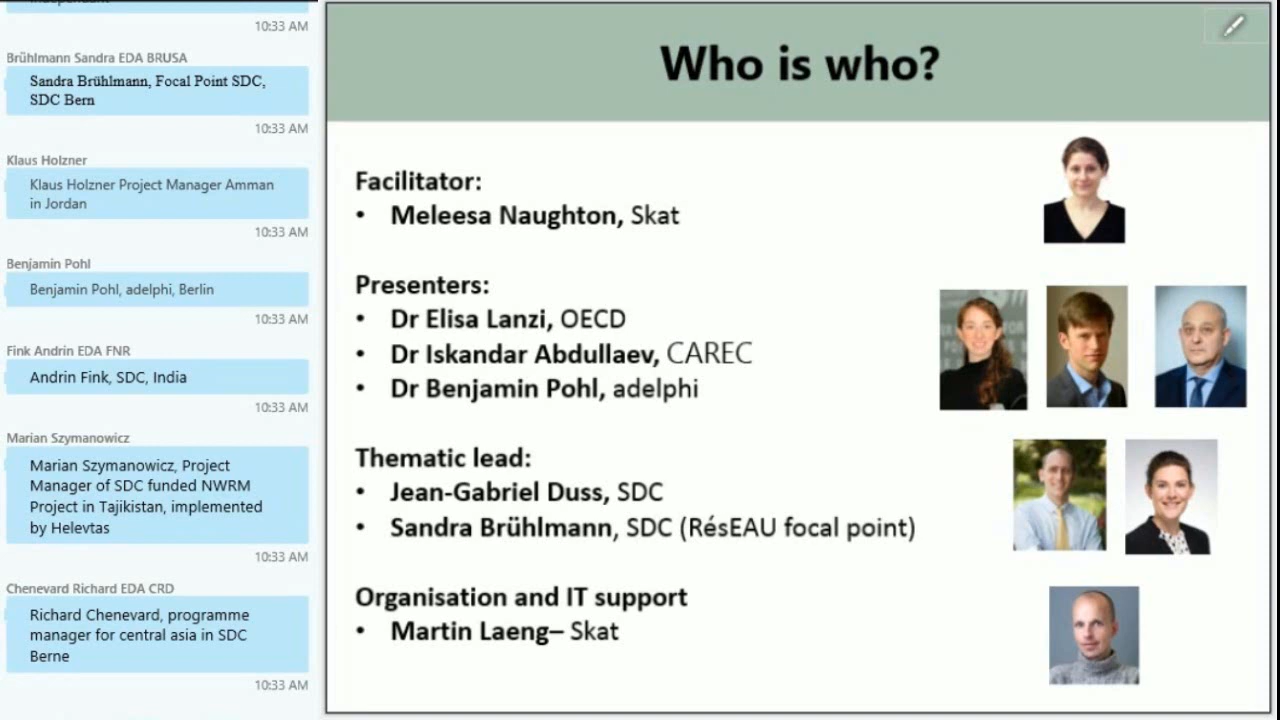 10:33 AM
Brühlmann Sandra EDA BRUSA
Sandra Brühlmann, Focal Point SDC,
SDC Bern
10:33 AM
Klaus Holzner
Klaus Holzner Project Manager Amman
in Jordan
10:33 AM
Benjamin Pohl
Benjamin Pohl, adelphi, Berlin
10:33 AM
Fink Andrin EDA FNR
Andrin Fink, SDC, India
10:33 AM
Marian Szymanowicz
Marian Szymanowicz, Project
Manager of SDC funded NWRM
Project in Tajikistan, implemented
by Helevtas
10:33 AM
Chenevard Richard EDA CRD
Richard Chenevard, programme
manager for central asia in SDC
Berne
10:33 AM
Who is who?
Facilitator:
• Meleesa Naughton, Skat
Presenters:
• Dr Elisa Lanzi, OECD
• Dr Iskandar Abdullaev, CAREC
• Dr Benjamin Pohl, adelphi
Thematic lead:
• Jean-Gabriel Duss, SDC
• Sandra Brühlmann, SDC (RésEAU focal point)
Organisation and IT support
• Martin Laeng– Skat